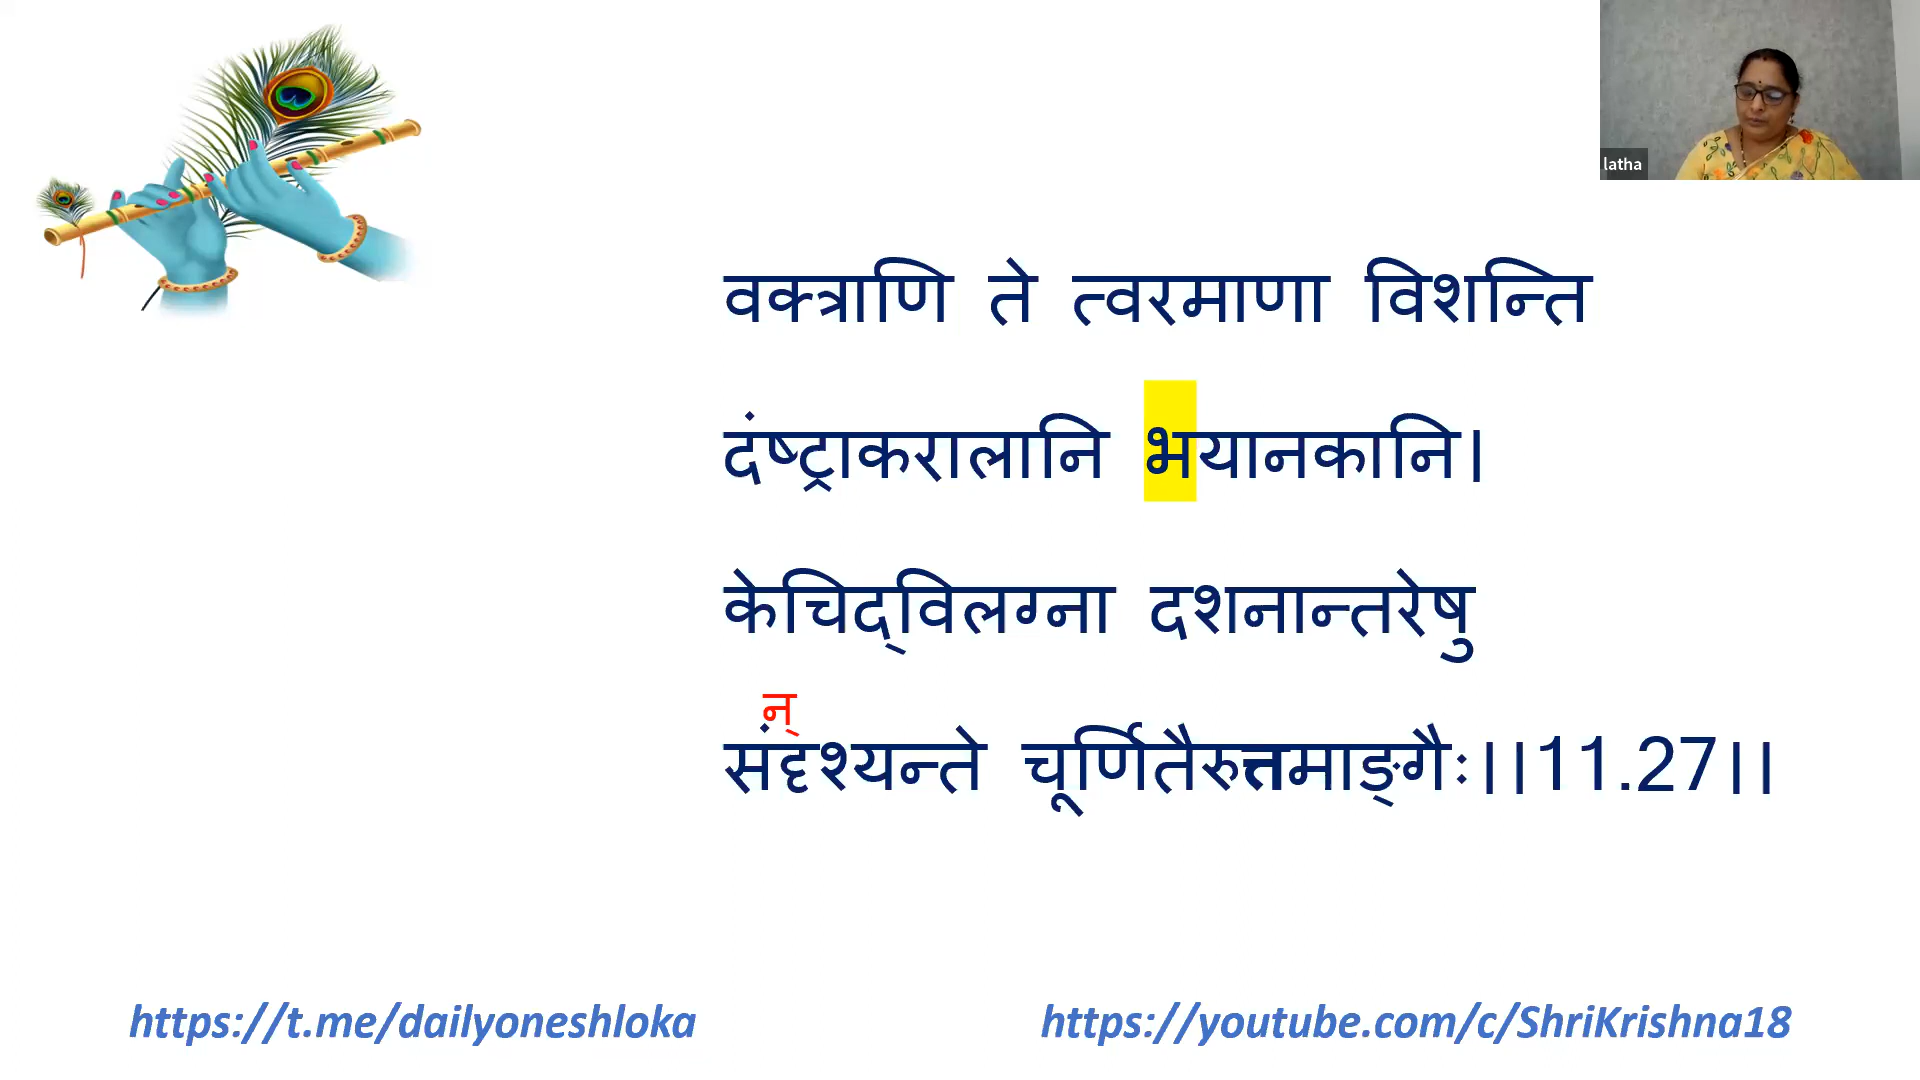 latha
वक्त्राणि ते त्वरमाणा विशन्ति
दंष्ट्राकरालानि भयानकानि।
केचिद्‌विलग्ना दशनान्तरेषु
न्
संदृश्यन्ते चूर्णितैरुत्तमाङ्गैः।।11.27।।
https://t.me/dailyoneshloka
https://youtube.com/c/ShriKrishna18